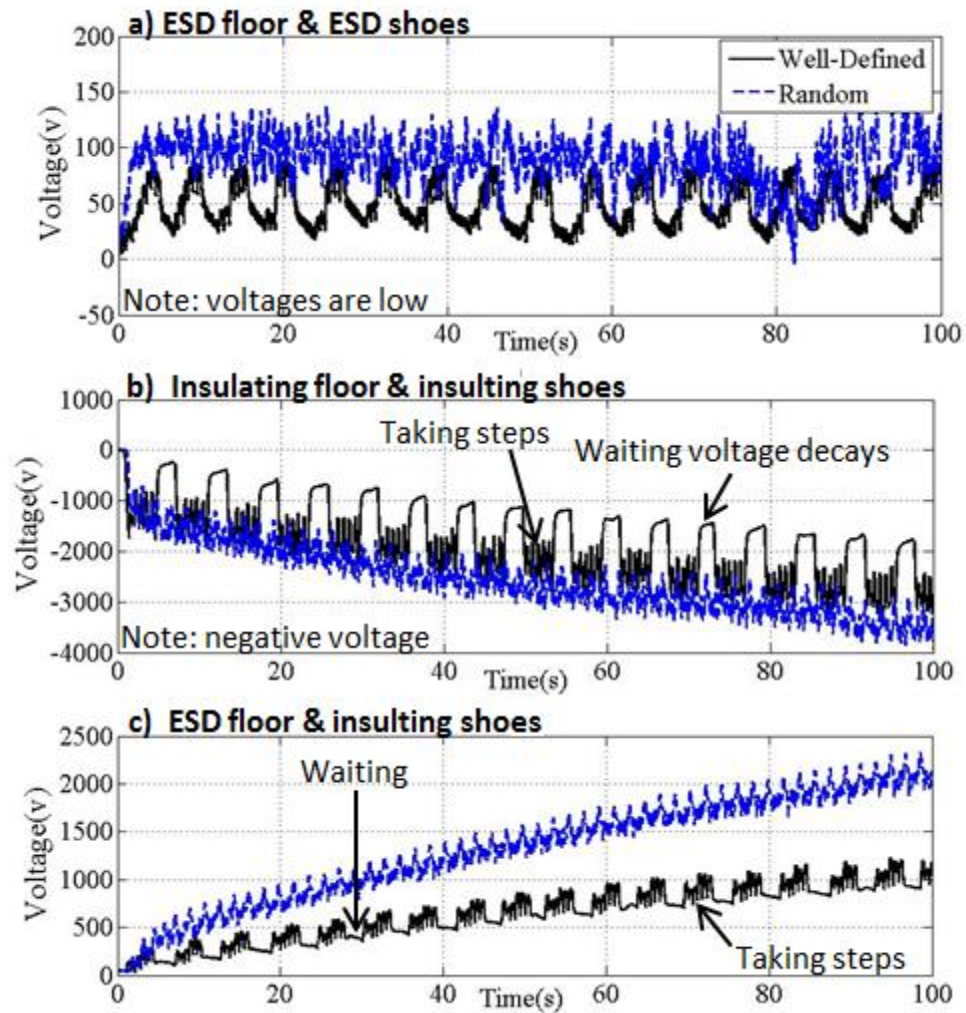 a) ESD floor & ESD shoes
200
150
100
50
0
-50
Voltage(v)
Well-Defined
Random
Note: voltages are low
0 20 40 60 80 100
Time(s)
b) Insulating floor & insulting shoes
1000
0
-1000
-2000
-3000
-4000
Voltage(v)
Taking steps
Waiting voltage decays
Note: negative voltage
0 20 40 60 80 100
Time(s)
c) ESD floor & insulting shoes
2500
2000
1500
1000
500
0
Voltage(v)
Waiting
Taking steps
0 20 40 60 80 100
Time(s)